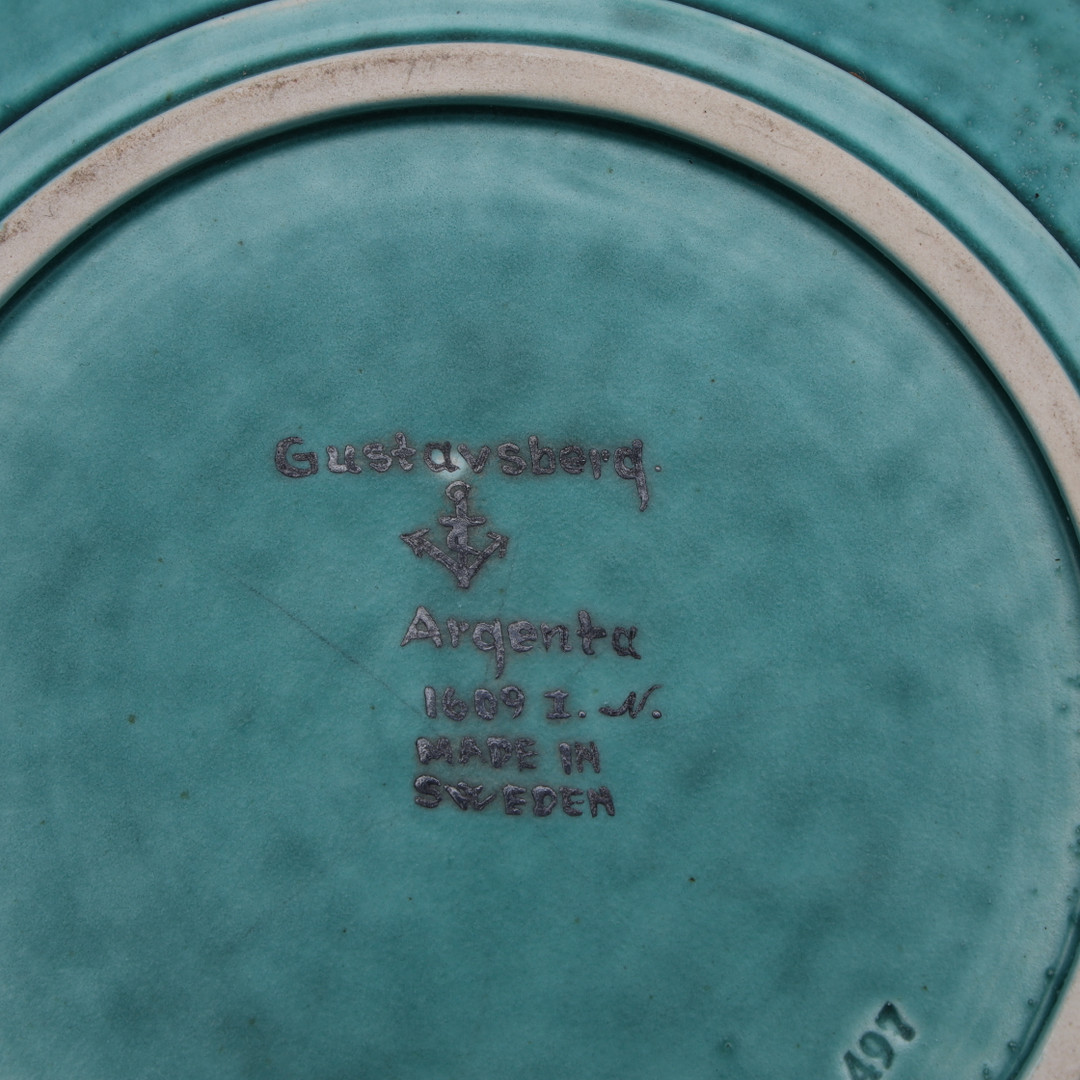 Gustavsberg.
Argenta
1609 I. N.
MADE IN
SWEDEN
497